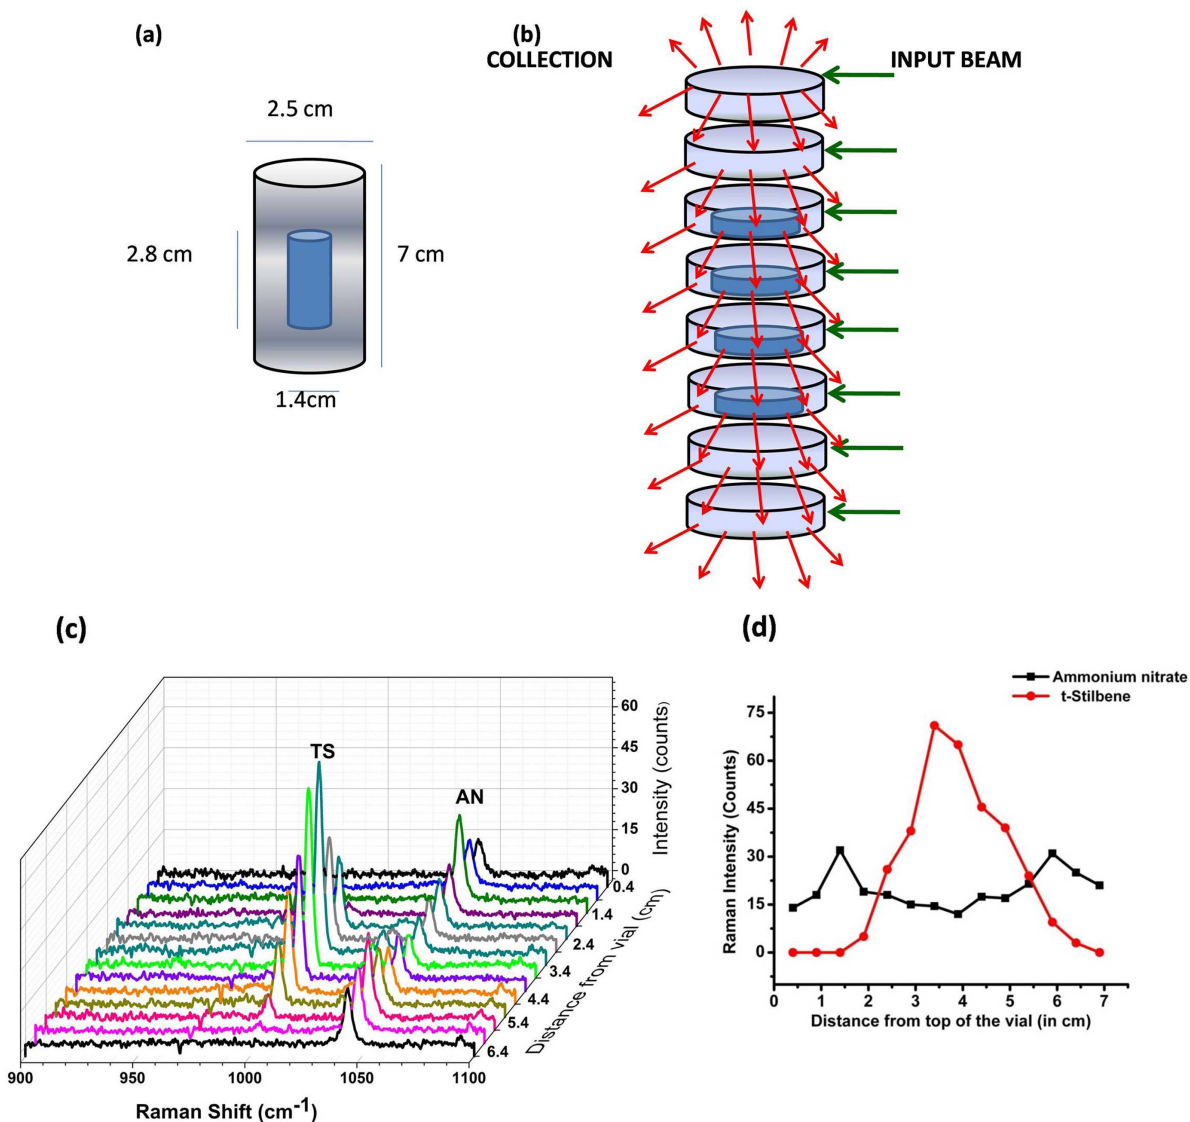 (a)
2.5 cm
2.8 cm
7 cm
1.4cm
(b)
COLLECTION
INPUT BEAM
(c)
TS
AN
60
45
30
15
0
Intensity (counts)
0.4
1.4
2.4
3.4
4.4
5.4
6.4
Distance from vial (cm)
900
950
1000
1050
1100
Raman Shift (cm-1)
(d)
Ammonium nitrate
t-Stilbene
75
60
45
30
15
0
Raman Intensity (Counts)
0
1
2
3
4
5
6
7
Distance from top of the vial (in cm)